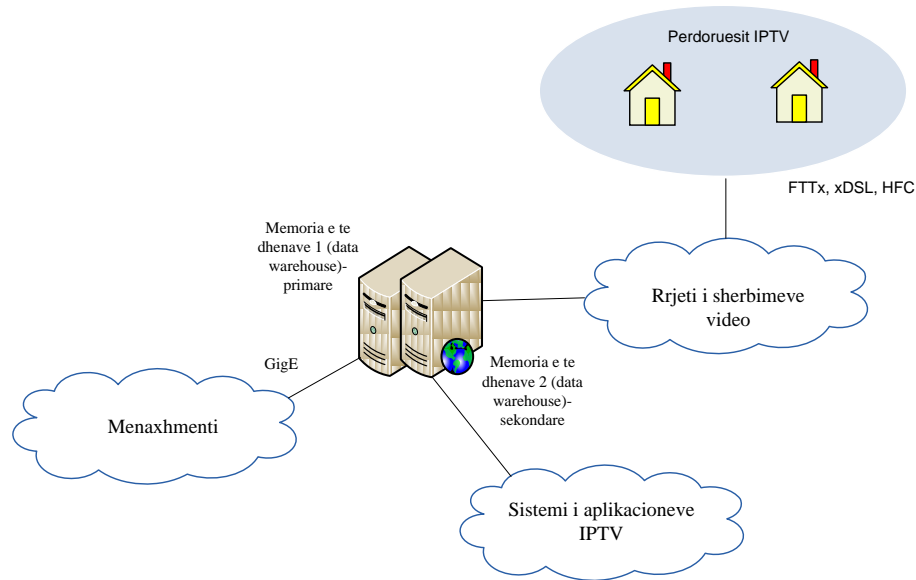 Perdoruesit IPTV
FTTx, xDSL, HFC
Memoria e te
dhenave 1 (data
warehouse)-
primare
Rrjeti i sherbimeve
video
GigE
Memoria e te
dhenave 2 (data
warehouse)-
sekondare
Menaxhmenti
Sistemi i aplikacioneve
IPTV